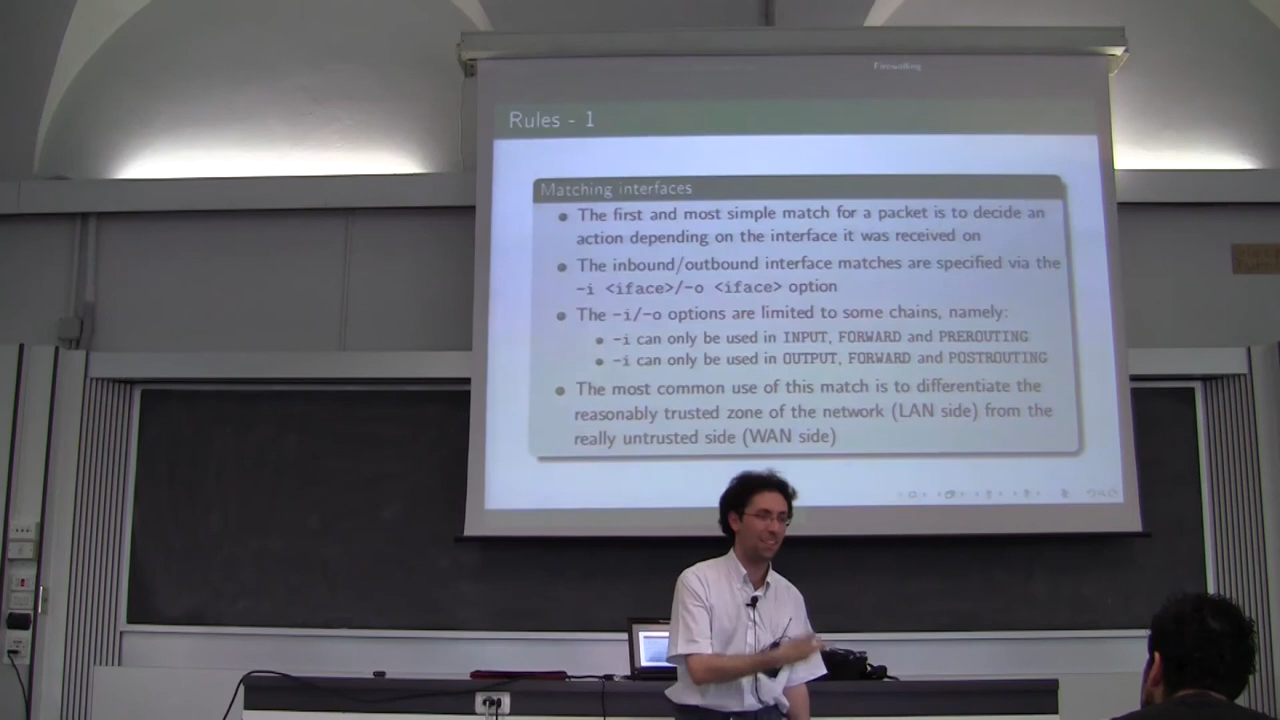 Firewalling
Rules - 1
Matching interfaces
The first and most simple match for a packet is to decide an
action depending on the interface it was received on
The inbound/outbound interface matches are specified via the
-i <iface>/-o <iface> option
The -i/-o options are limited to some chains, namely:
-i can only be used in INPUT, FORWARD and PREROUTING
-i can only be used in OUTPUT, FORWARD and POSTROUTING
The most common use of this match is to differentiate the
reasonably trusted zone of the network (LAN side) from the
really untrusted side (WAN side)